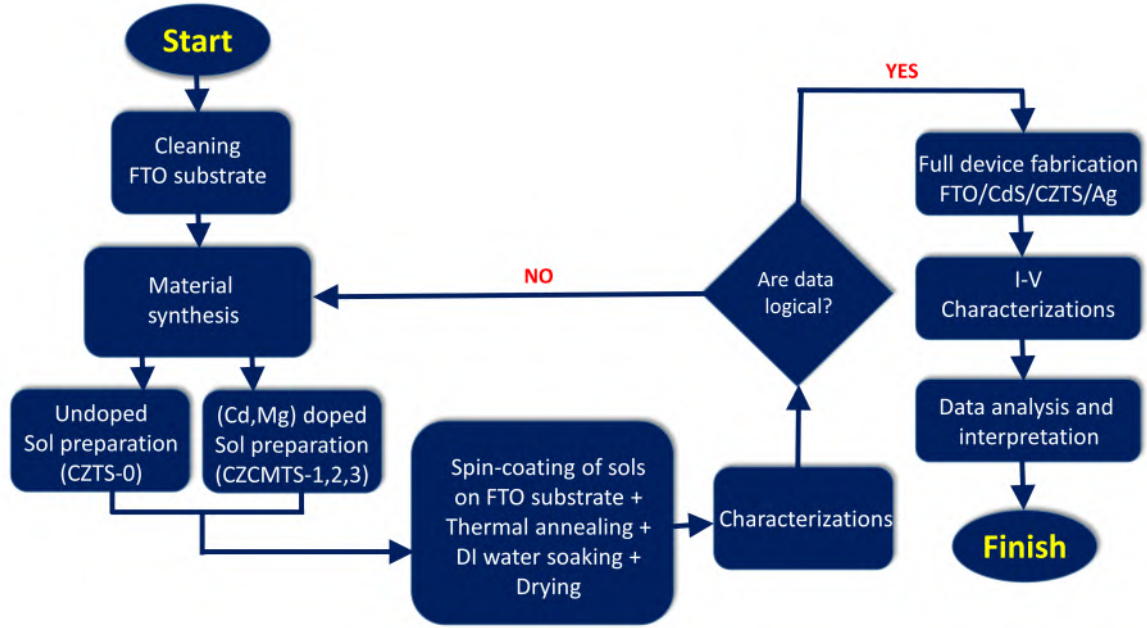 Start
Cleaning
FTO substrate
Material
synthesis
Undoped
Sol preparation
(CZTS-0)
(Cd,Mg) doped
Sol preparation
(CZCMTS-1,2,3)
Spin-coating of sols
on FTO substrate +
Thermal annealing +
DI water soaking +
Drying
Characterizations
Are data
logical?
NO
YES
Full device fabrication
FTO/CdS/CZTS/Ag
I-V
Characterizations
Data analysis and
interpretation
Finish